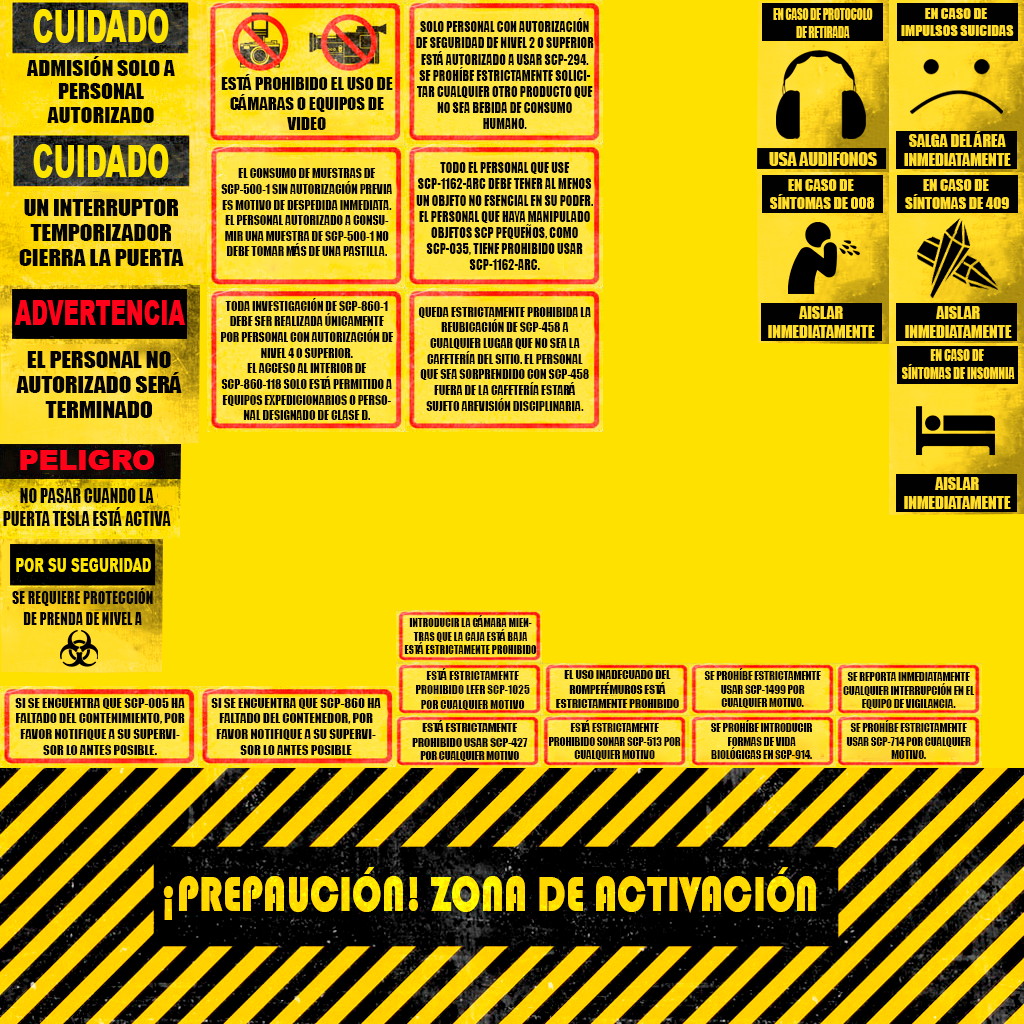 CUIDADO
ADMISIÓN SOLO A
PERSONAL
AUTORIZADO
CUIDADO
UN INTERRUPTOR
TEMPORIZADOR
CIERRA LA PUERTA
ADVERTENCIA
EL PERSONAL NO
AUTORIZADO SERÁ
TERMINADO
PELIGRO
NO PASAR CUANDO LA
PUERTA TESLA ESTÁ ACTIVA
POR SU SEGURIDAD
SE REQUIERE PROTECCIÓN
DE PRENDA DE NIVEL A
ESTÁ PROHIBIDO EL USO DE
CÁMARAS O EQUIPOS DE
VIDEO
SOLO PERSONAL CON AUTORIZACIÓN
DE SEGURIDAD DE NIVEL 2 O SUPERIOR
ESTÁ AUTORIZADO A USAR SCP-294.
SE PROHÍBE ESTRICTAMENTE SOLICI-
TAR CUALQUIER OTRO PRODUCTO QUE
NO SEA BEBIDA DE CONSUMO
HUMANO.
EL CONSUMO DE MUESTRAS DE
SCP-500-1 SIN AUTORIZACIÓN PREVIA
ES MOTIVO DE DESPEDIDA INMEDIATA.
EL PERSONAL AUTORIZADO A CONSU-
MIR UNA MUESTRA DE SCP-500-1 NO
DEBE TOMAR MÁS DE UNA PASTILLA.
TODO EL PERSONAL QUE USE
SCP-1162-ARC DEBE TENER AL MENOS
UN OBJETO NO ESENCIAL EN SU PODER.
EL PERSONAL QUE HAYA MANIPULADO
OBJETOS SCP PEQUEÑOS, COMO
SCP-035, TIENE PROHIBIDO USAR
SCP-1162-ARC.
TODA INVESTIGACIÓN DE SCP-860-1
DEBE SER REALIZADA ÚNICAMENTE
POR PERSONAL CON AUTORIZACIÓN DE
NIVEL 4 O SUPERIOR.
EL ACCESO AL INTERIOR DE
SCP-860-118 SOLO ESTÁ PERMITIDO A
EQUIPOS EXPEDICIONARIOS O PERSO-
NAL DESIGNADO DE CLASE D.
QUEDA ESTRICTAMENTE PROHIBIDA LA
REUBICACIÓN DE SCP-458 A
CUALQUIER LUGAR QUE NO SEA LA
CAFETERÍA DEL SITIO. EL PERSONAL
QUE SEA SORPRENDIDO CON SCP-458
FUERA DE LA CAFETERÍA ESTARÁ
SUJETO AREVISIÓN DISCIPLINARIA.
EN CASO DE PROTOCOLO
DE RETIRADA
USA AUDIFONOS
EN CASO DE
IMPULSOS SUICIDAS
SALGA DEL ÁREA
INMEDIATAMENTE
EN CASO DE
SÍNTOMAS DE 008
AISLAR
INMEDIATAMENTE
EN CASO DE
SÍNTOMAS DE 409
AISLAR
INMEDIATAMENTE
EN CASO DE
SÍNTOMAS DE INSOMNIA
AISLAR
INMEDIATAMENTE
INTRODUCIR LA CÁMARA MIEN-
TRAS QUE LA CAJA ESTÁ BAJA
ESTÁ ESTRICTAMENTE PROHIBIDO
ESTÁ ESTRICTAMENTE
PROHIBIDO LEER SCP-1025
POR CUALQUIER MOTIVO
EL USO INADECUADO DEL
ROMPEFÉMUROS ESTÁ
ESTRICTAMENTE PROHIBIDO
SE PROHÍBE ESTRICTAMENTE
USAR SCP-1499 POR
CUALQUIER MOTIVO.
SE REPORTA INMEDIATAMENTE
CUALQUIER INTERRUPCIÓN EN EL
EQUIPO DE VIGILANCIA.
SI SE ENCUENTRA QUE SCP-005 HA
FALTADO DEL CONTENIMIENTO, POR
FAVOR NOTIFIQUE A SU SUPERVI-
SOR LO ANTES POSIBLE.
SI SE ENCUENTRA QUE SCP-860 HA
FALTADO DEL CONTENEDOR, POR
FAVOR NOTIFIQUE A SU SUPERVI-
SOR LO ANTES POSIBLE
ESTÁ ESTRICTAMENTE
PROHIBIDO USAR SCP-427
POR CUALQUIER MOTIVO
ESTÁ ESTRICTAMENTE
PROHIBIDO SONAR SCP-513 POR
CUALQUIER MOTIVO
SE PROHÍBE INTRODUCIR
FORMAS DE VIDA
BIOLÓGICAS EN SCP-914.
SE PROHÍBE ESTRICTAMENTE
USAR SCP-714 POR CUALQUIER
MOTIVO.
¡PREPAUCIÓN! ZONA DE ACTIVACIÓN